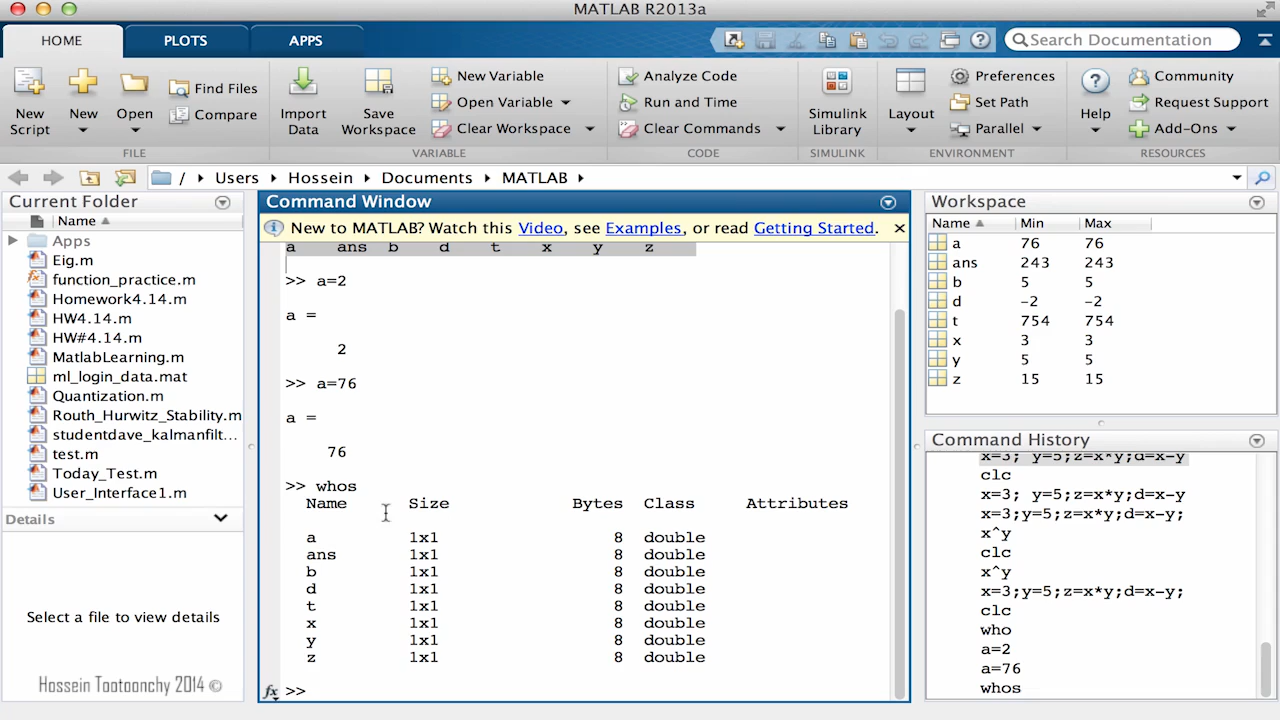 MATLAB R2013a
HOME PLOTS APPS
Search Documentation
New Script
New
Open
Find Files
Compare
FILE
Import Data
Save Workspace
New Variable
Open Variable
Clear Workspace
VARIABLE
Analyze Code
Run and Time
Clear Commands
CODE
Simulink Library
SIMULINK
Layout
Preferences
Set Path
Parallel
ENVIRONMENT
Help
Community
Request Support
Add-Ons
RESOURCES
/ Users Hossein Documents MATLAB
Current Folder
Name
Apps
Eig.m
function_practice.m
Homework4.14.m
HW4.14.m
HW#4.14.m
MatlabLearning.m
ml_login_data.mat
Quantization.m
Routh_Hurwitz_Stability.m
studentdave_kalmanfilt...
test.m
Today_Test.m
User_Interface1.m
Details
Select a file to view details
Hossein Tootoonchy 2014 ©
Command Window
New to MATLAB? Watch this Video, see Examples, or read Getting Started.
a ans b d t x y z
>> a=2
a =
2
>> a=76
a =
76
>> whos
Name Size Bytes Class Attributes
a 1x1 8 double
ans 1x1 8 double
b 1x1 8 double
d 1x1 8 double
t 1x1 8 double
x 1x1 8 double
y 1x1 8 double
z 1x1 8 double
fx >>
Workspace
Name Min Max
a 76 76
ans 243 243
b 5 5
d -2 -2
t 754 754
x 3 3
y 5 5
z 15 15
Command History
x=3; y=5;z=x*y;d=x-y
clc
x=3; y=5;z=x*y;d=x-y
x=3;y=5;z=x*y;d=x-y;
x^y
clc
x^y
x=3;y=5;z=x*y;d=x-y;
clc
who
a=2
a=76
whos